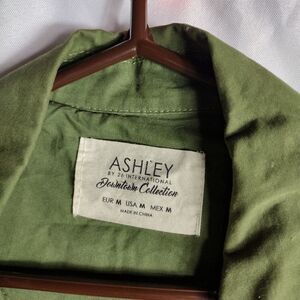 ASHLEY
BY 26 INTERNATIONAL
Downtown Collection
EUR M USA M MEX M
MADE IN CHINA